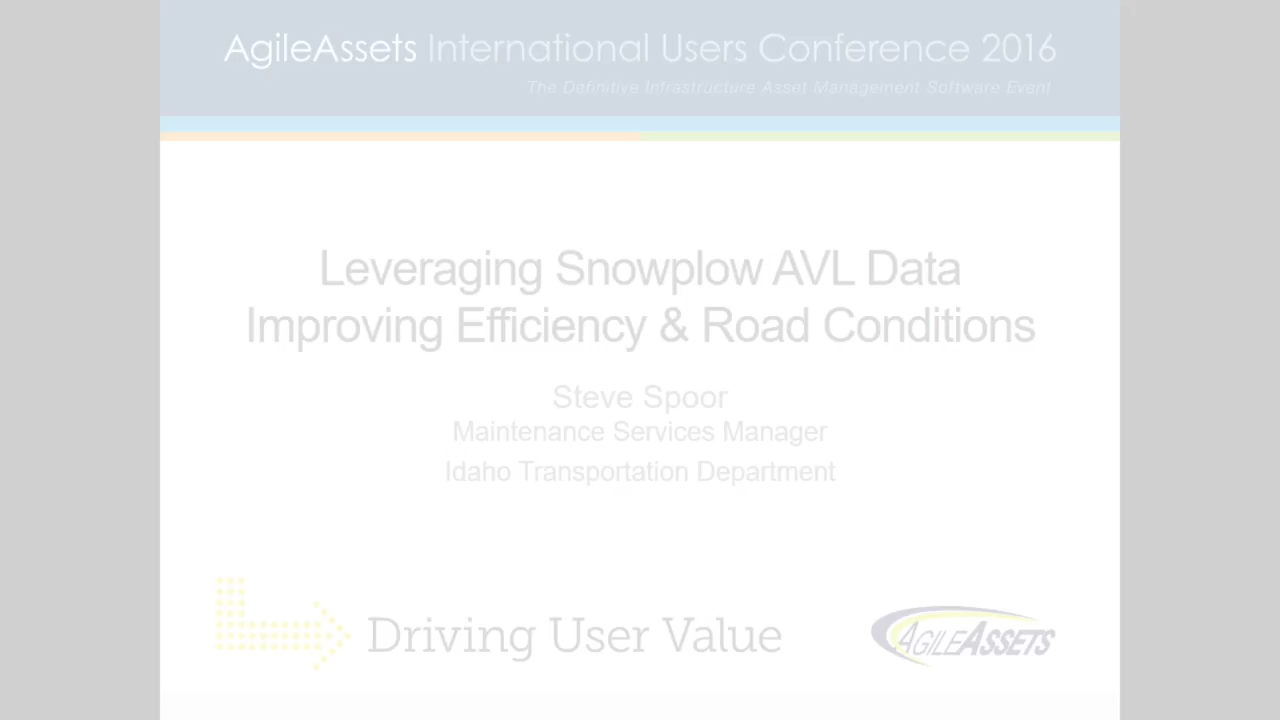 AgileAssets International Users Conference 2016
The Definitive Infrastructure Asset Management Software Event
Leveraging Snowplow AVL Data
Improving Efficiency & Road Conditions
Steve Spoor
Maintenance Services Manager
Idaho Transportation Department
Driving User Value
AGILEASSETS